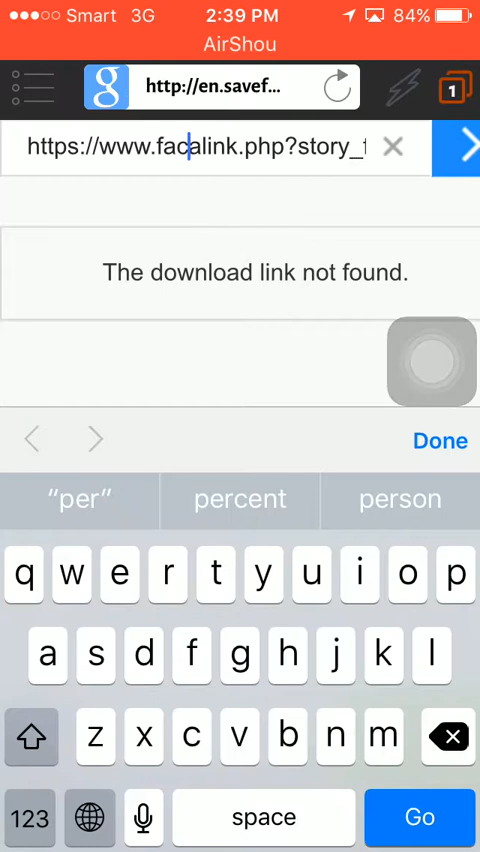 Smart 3G 2:39 PM 84%
AirShou
g http://en.savef... 1
https://www.facalink.php?story_f
The download link not found.
Done
"per" percent person
q w e r t y u i o p
a s d f g h j k l
z x c v b n m
123 space Go